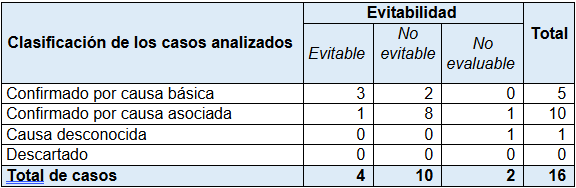 Clasificación de los casos analizados Evitabilidad Total
Evitable No evitable No evaluable
Confirmado por causa básica 3 2 0 5
Confirmado por causa asociada 1 8 1 10
Causa desconocida 0 0 1 1
Descartado 0 0 0 0
Total de casos 4 10 2 16